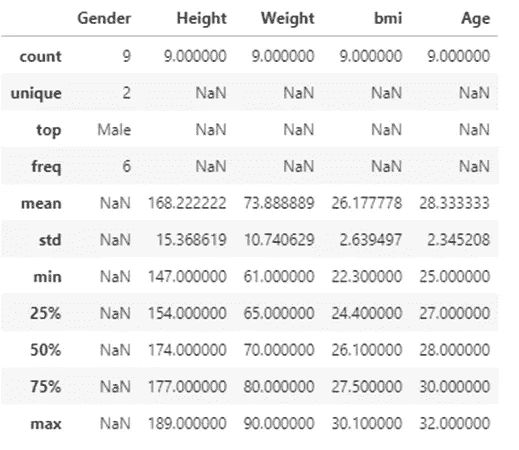 Gender Height Weight bmi Age
count 9 9.000000 9.000000 9.000000 9.000000
unique 2 NaN NaN NaN NaN
top Male NaN NaN NaN NaN
freq 6 NaN NaN NaN NaN
mean NaN 168.222222 73.888889 26.177778 28.333333
std NaN 15.368619 10.740629 2.639497 2.345208
min NaN 147.000000 61.000000 22.300000 25.000000
25% NaN 154.000000 65.000000 24.400000 27.000000
50% NaN 174.000000 70.000000 26.100000 28.000000
75% NaN 177.000000 80.000000 27.500000 30.000000
max NaN 189.000000 90.000000 30.100000 32.000000